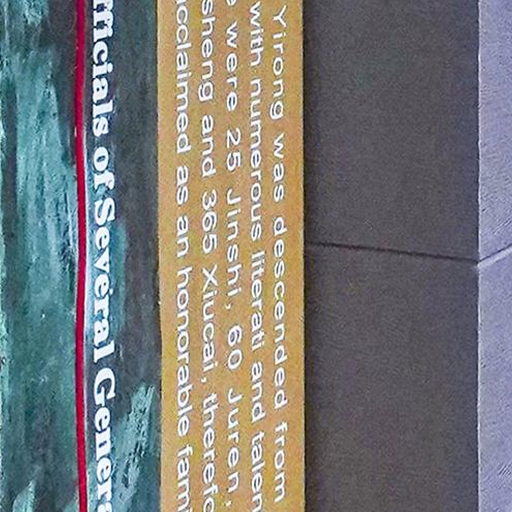 Yirong was descended from
with numerous literati and talen
e were 25 Jinshi, 60 Juren,
sheng and 365 Xiucai, therefo
cclaimed as an honorable fami
fficials of Several Genera